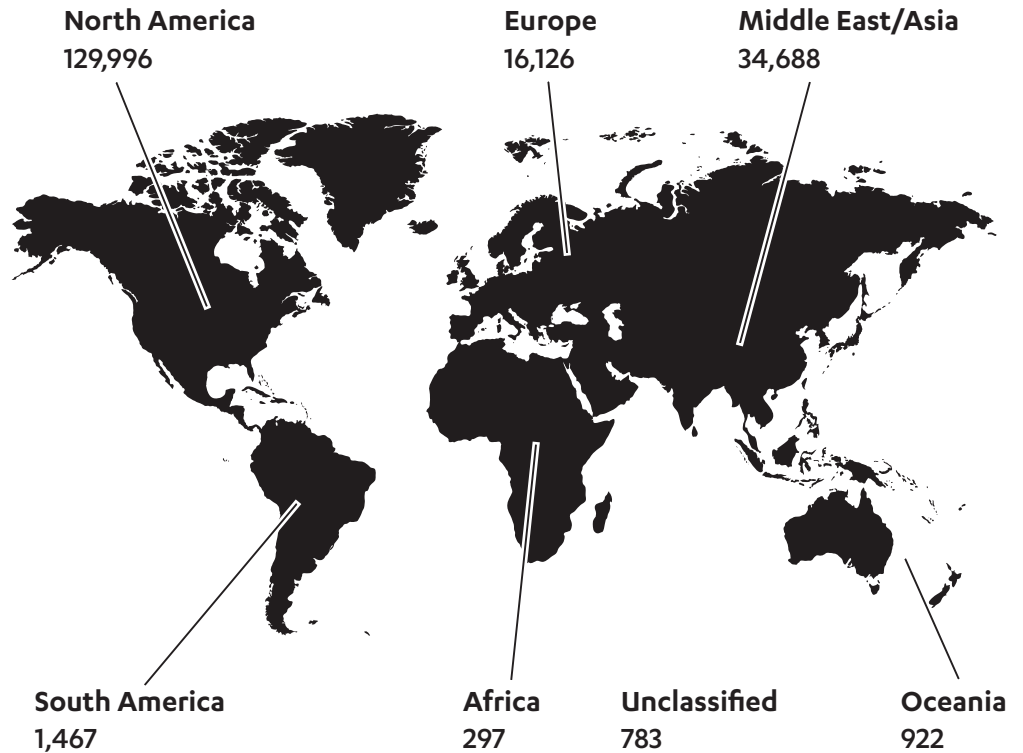 North America
129,996
Europe
16,126
Middle East/Asia
34,688
South America
1,467
Africa
297
Unclassified
783
Oceania
922